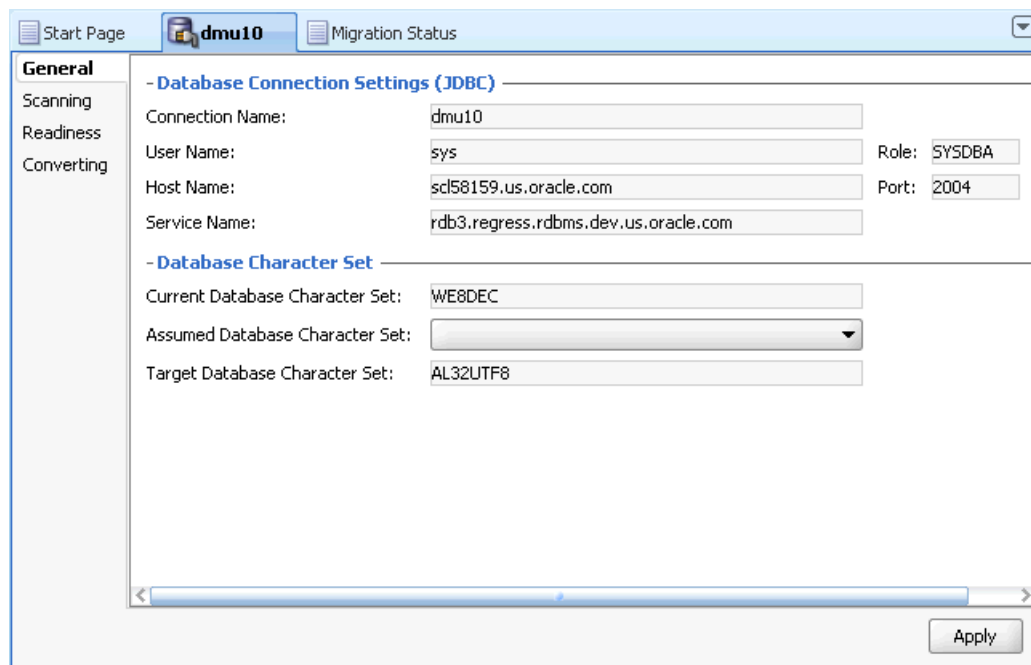 Start Page dmu10 Migration Status
General
Scanning
Readiness
Converting
Database Connection Settings (JDBC)
Connection Name: dmu10
User Name: sys Role: SYSDBA
Host Name: scl58159.us.oracle.com Port: 2004
Service Name: rdb3.regress.rdbms.dev.us.oracle.com
Database Character Set
Current Database Character Set: WE8DEC
Assumed Database Character Set:
Target Database Character Set: AL32UTF8
Apply